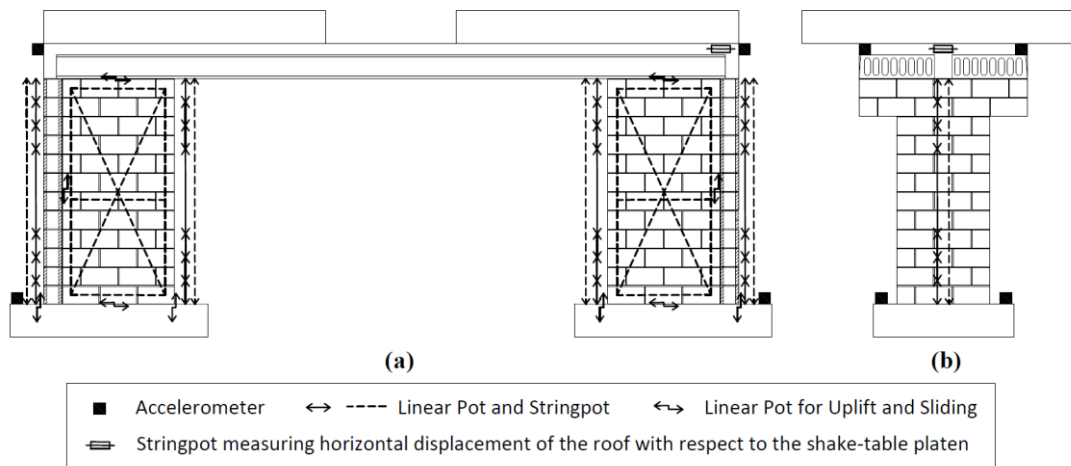 (a)
(b)
Accelerometer
Linear Pot and Stringpot
Linear Pot for Uplift and Sliding
Stringpot measuring horizontal displacement of the roof with respect to the shake-table platen